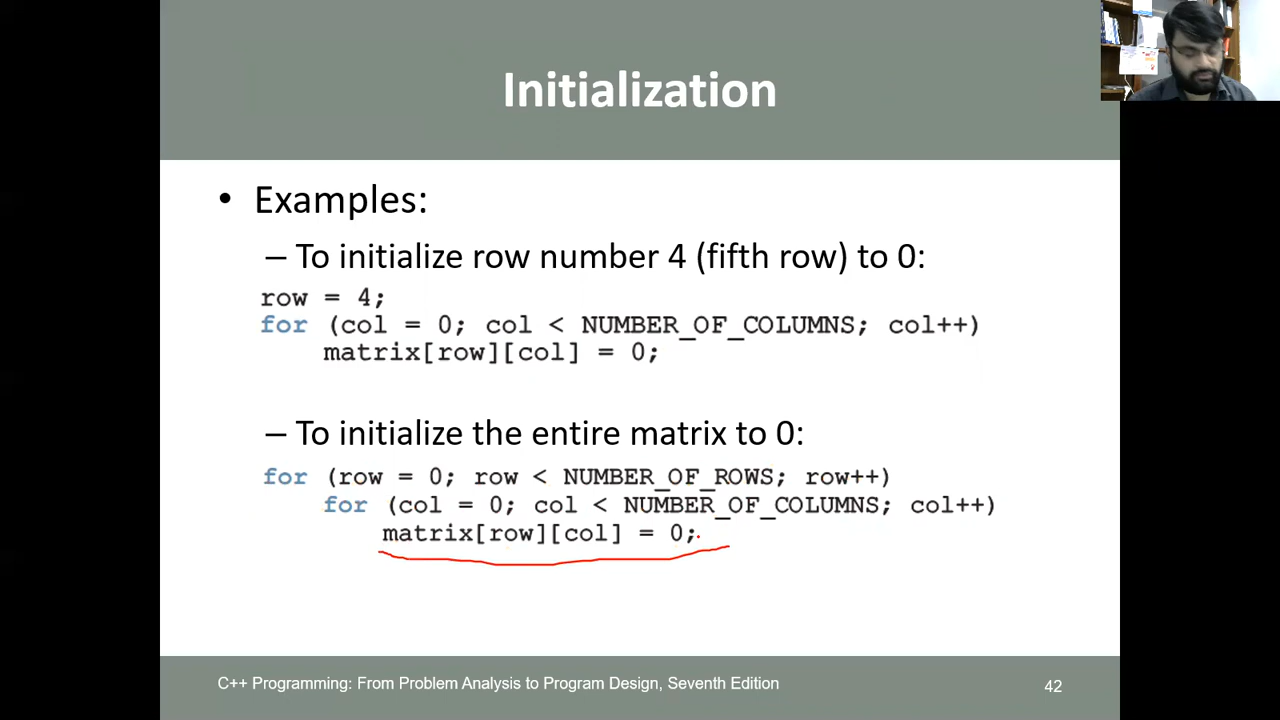 Initialization
• Examples:
– To initialize row number 4 (fifth row) to 0:
row = 4;
for (col = 0; col < NUMBER_OF_COLUMNS; col++)
matrix[row][col] = 0;
– To initialize the entire matrix to 0:
for (row = 0; row < NUMBER_OF_ROWS; row++)
for (col = 0; col < NUMBER_OF_COLUMNS; col++)
matrix[row][col] = 0;
C++ Programming: From Problem Analysis to Program Design, Seventh Edition
42